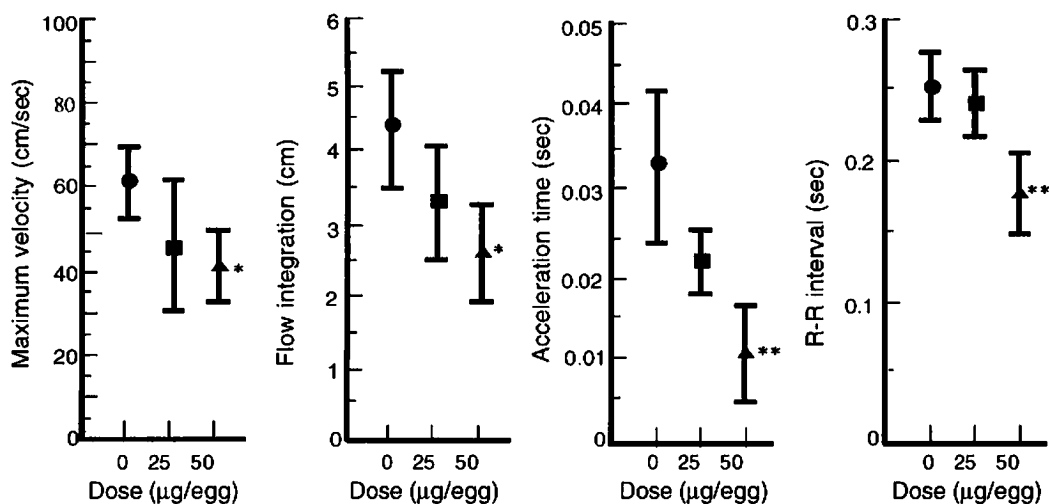 Maximum velocity (cm/sec)
100
80
60
40
20
0
0 25 50
Dose (μg/egg)
*
Flow integration (cm)
6
5
4
3
2
1
0
0 25 50
Dose (μg/egg)
*
Acceleration time (sec)
0.05
0.04
0.03
0.02
0.01
0
0 25 50
Dose (μg/egg)
**
R-R interval (sec)
0.3
0.2
0.1
0
0 25 50
Dose (μg/egg)
**